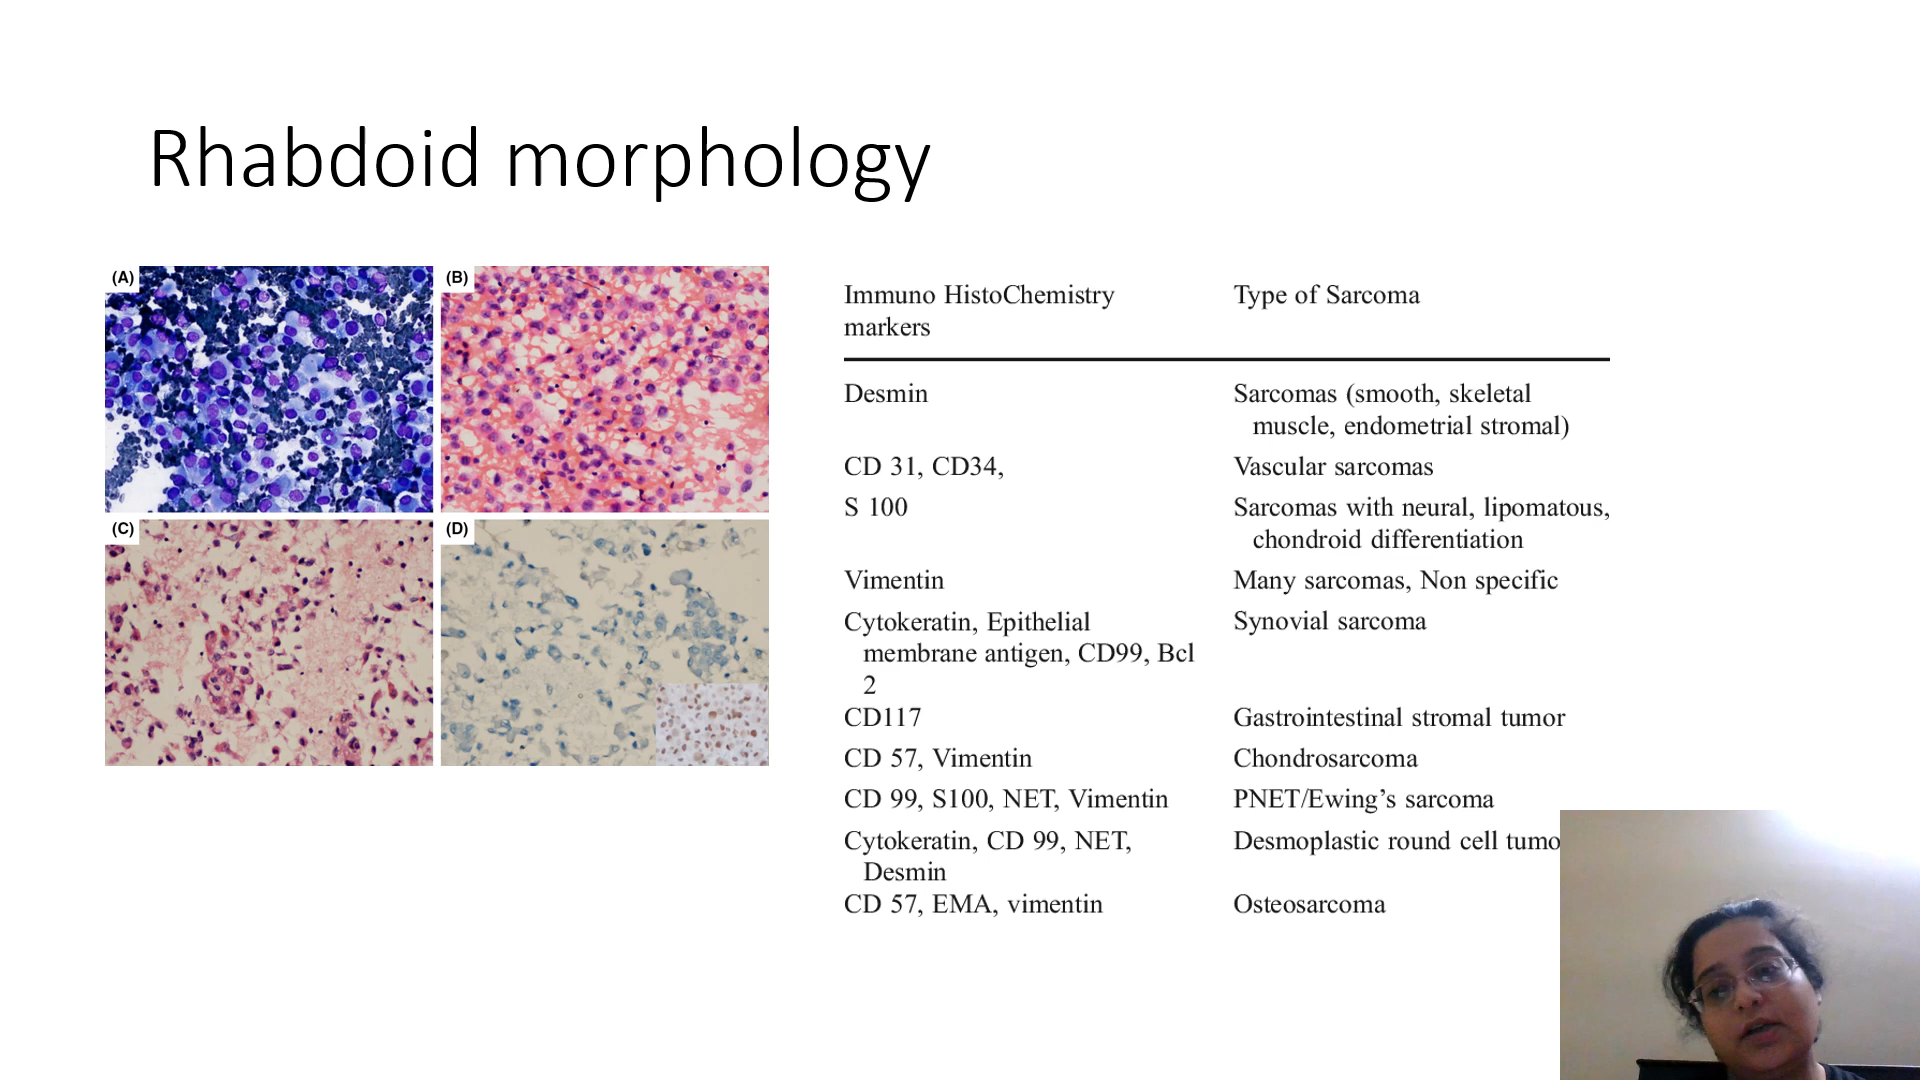 Rhabdoid morphology
(A)
(B)
(C)
(D)
Immuno HistoChemistry
markers
Type of Sarcoma
Desmin
Sarcomas (smooth, skeletal
muscle, endometrial stromal)
CD 31, CD34,
Vascular sarcomas
S 100
Sarcomas with neural, lipomatous,
chondroid differentiation
Vimentin
Many sarcomas, Non specific
Cytokeratin, Epithelial
membrane antigen, CD99, Bcl
2
Synovial sarcoma
CD117
Gastrointestinal stromal tumor
CD 57, Vimentin
Chondrosarcoma
CD 99, S100, NET, Vimentin
PNET/Ewing’s sarcoma
Cytokeratin, CD 99, NET,
Desmin
Desmoplastic round cell tumo
CD 57, EMA, vimentin
Osteosarcoma